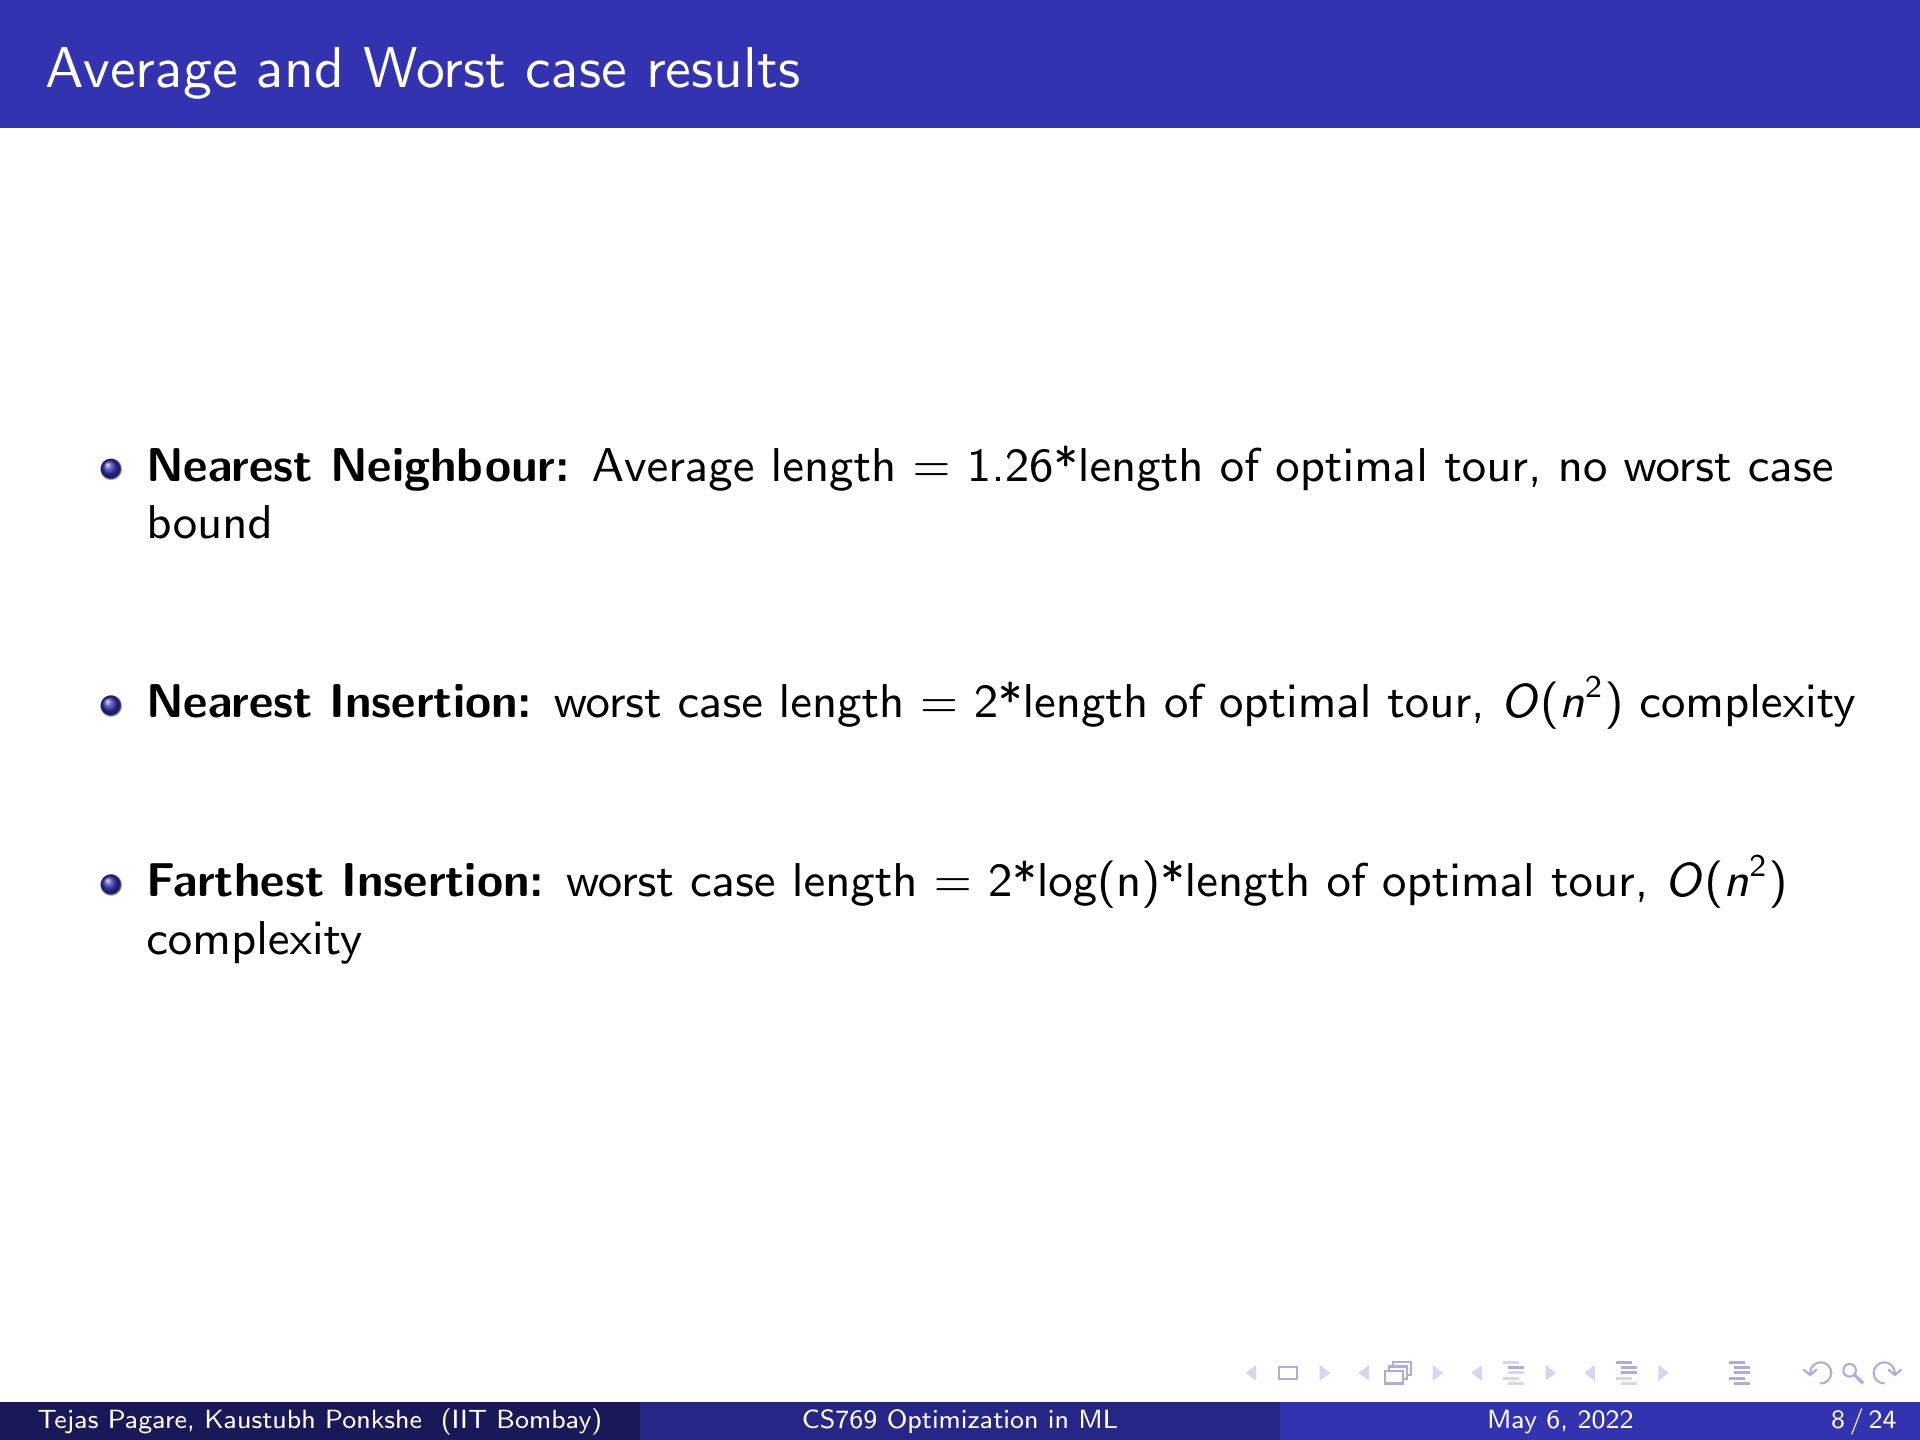 Average and Worst case results
Nearest Neighbour: Average length = 1.26*length of optimal tour, no worst case
bound
Nearest Insertion: worst case length = 2*length of optimal tour, O(n²) complexity
Farthest Insertion: worst case length = 2*log(n)*length of optimal tour, O(n²)
complexity
Tejas Pagare, Kaustubh Ponkshe (IIT Bombay) CS769 Optimization in ML May 6, 2022 8 / 24